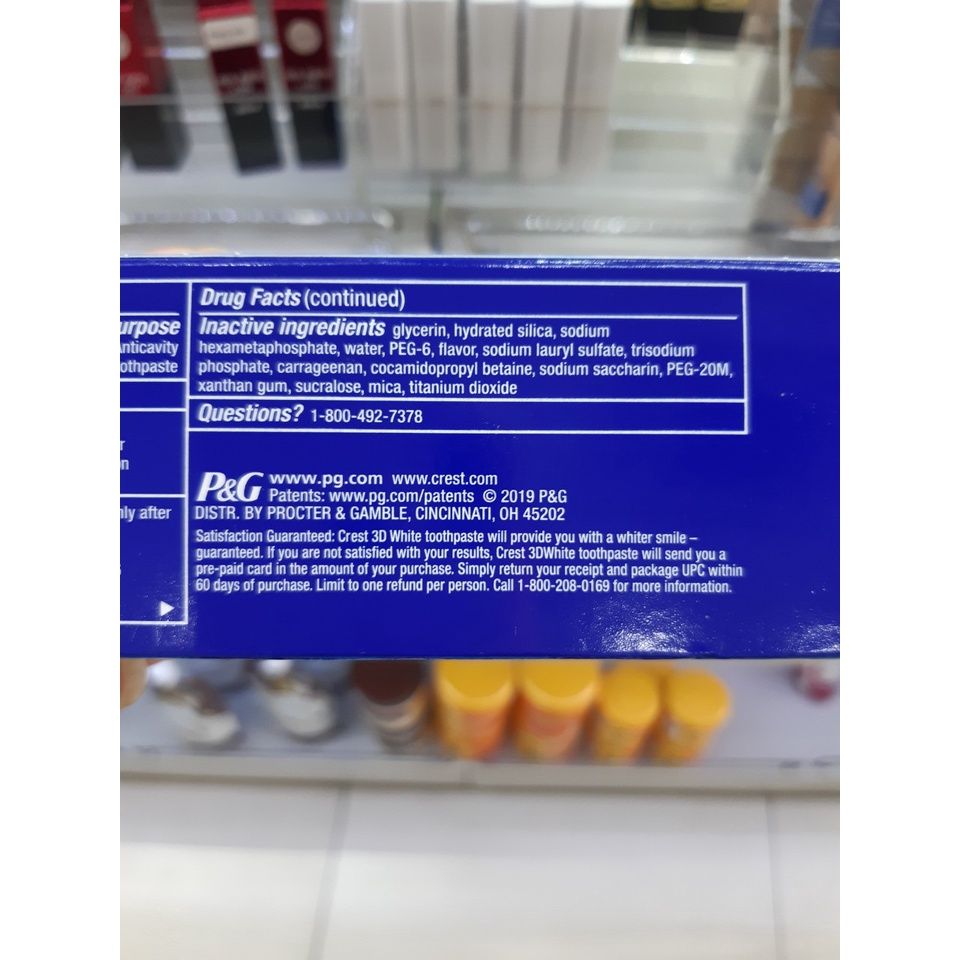 urpose
Anticavity
othpaste
r
n
nly after
Drug Facts (continued)
Inactive ingredients glycerin, hydrated silica, sodium
hexametaphosphate, water, PEG-6, flavor, sodium lauryl sulfate, trisodium
phosphate, carrageenan, cocamidopropyl betaine, sodium saccharin, PEG-20M,
xanthan gum, sucralose, mica, titanium dioxide
Questions? 1-800-492-7378
P&G www.pg.com www.crest.com
Patents: www.pg.com/patents © 2019 P&G
DISTR. BY PROCTER & GAMBLE, CINCINNATI, OH 45202
Satisfaction Guaranteed: Crest 3D White toothpaste will provide you with a whiter smile –
guaranteed. If you are not satisfied with your results, Crest 3DWhite toothpaste will send you a
pre-paid card in the amount of your purchase. Simply return your receipt and package UPC within
60 days of purchase. Limit to one refund per person. Call 1-800-208-0169 for more information.